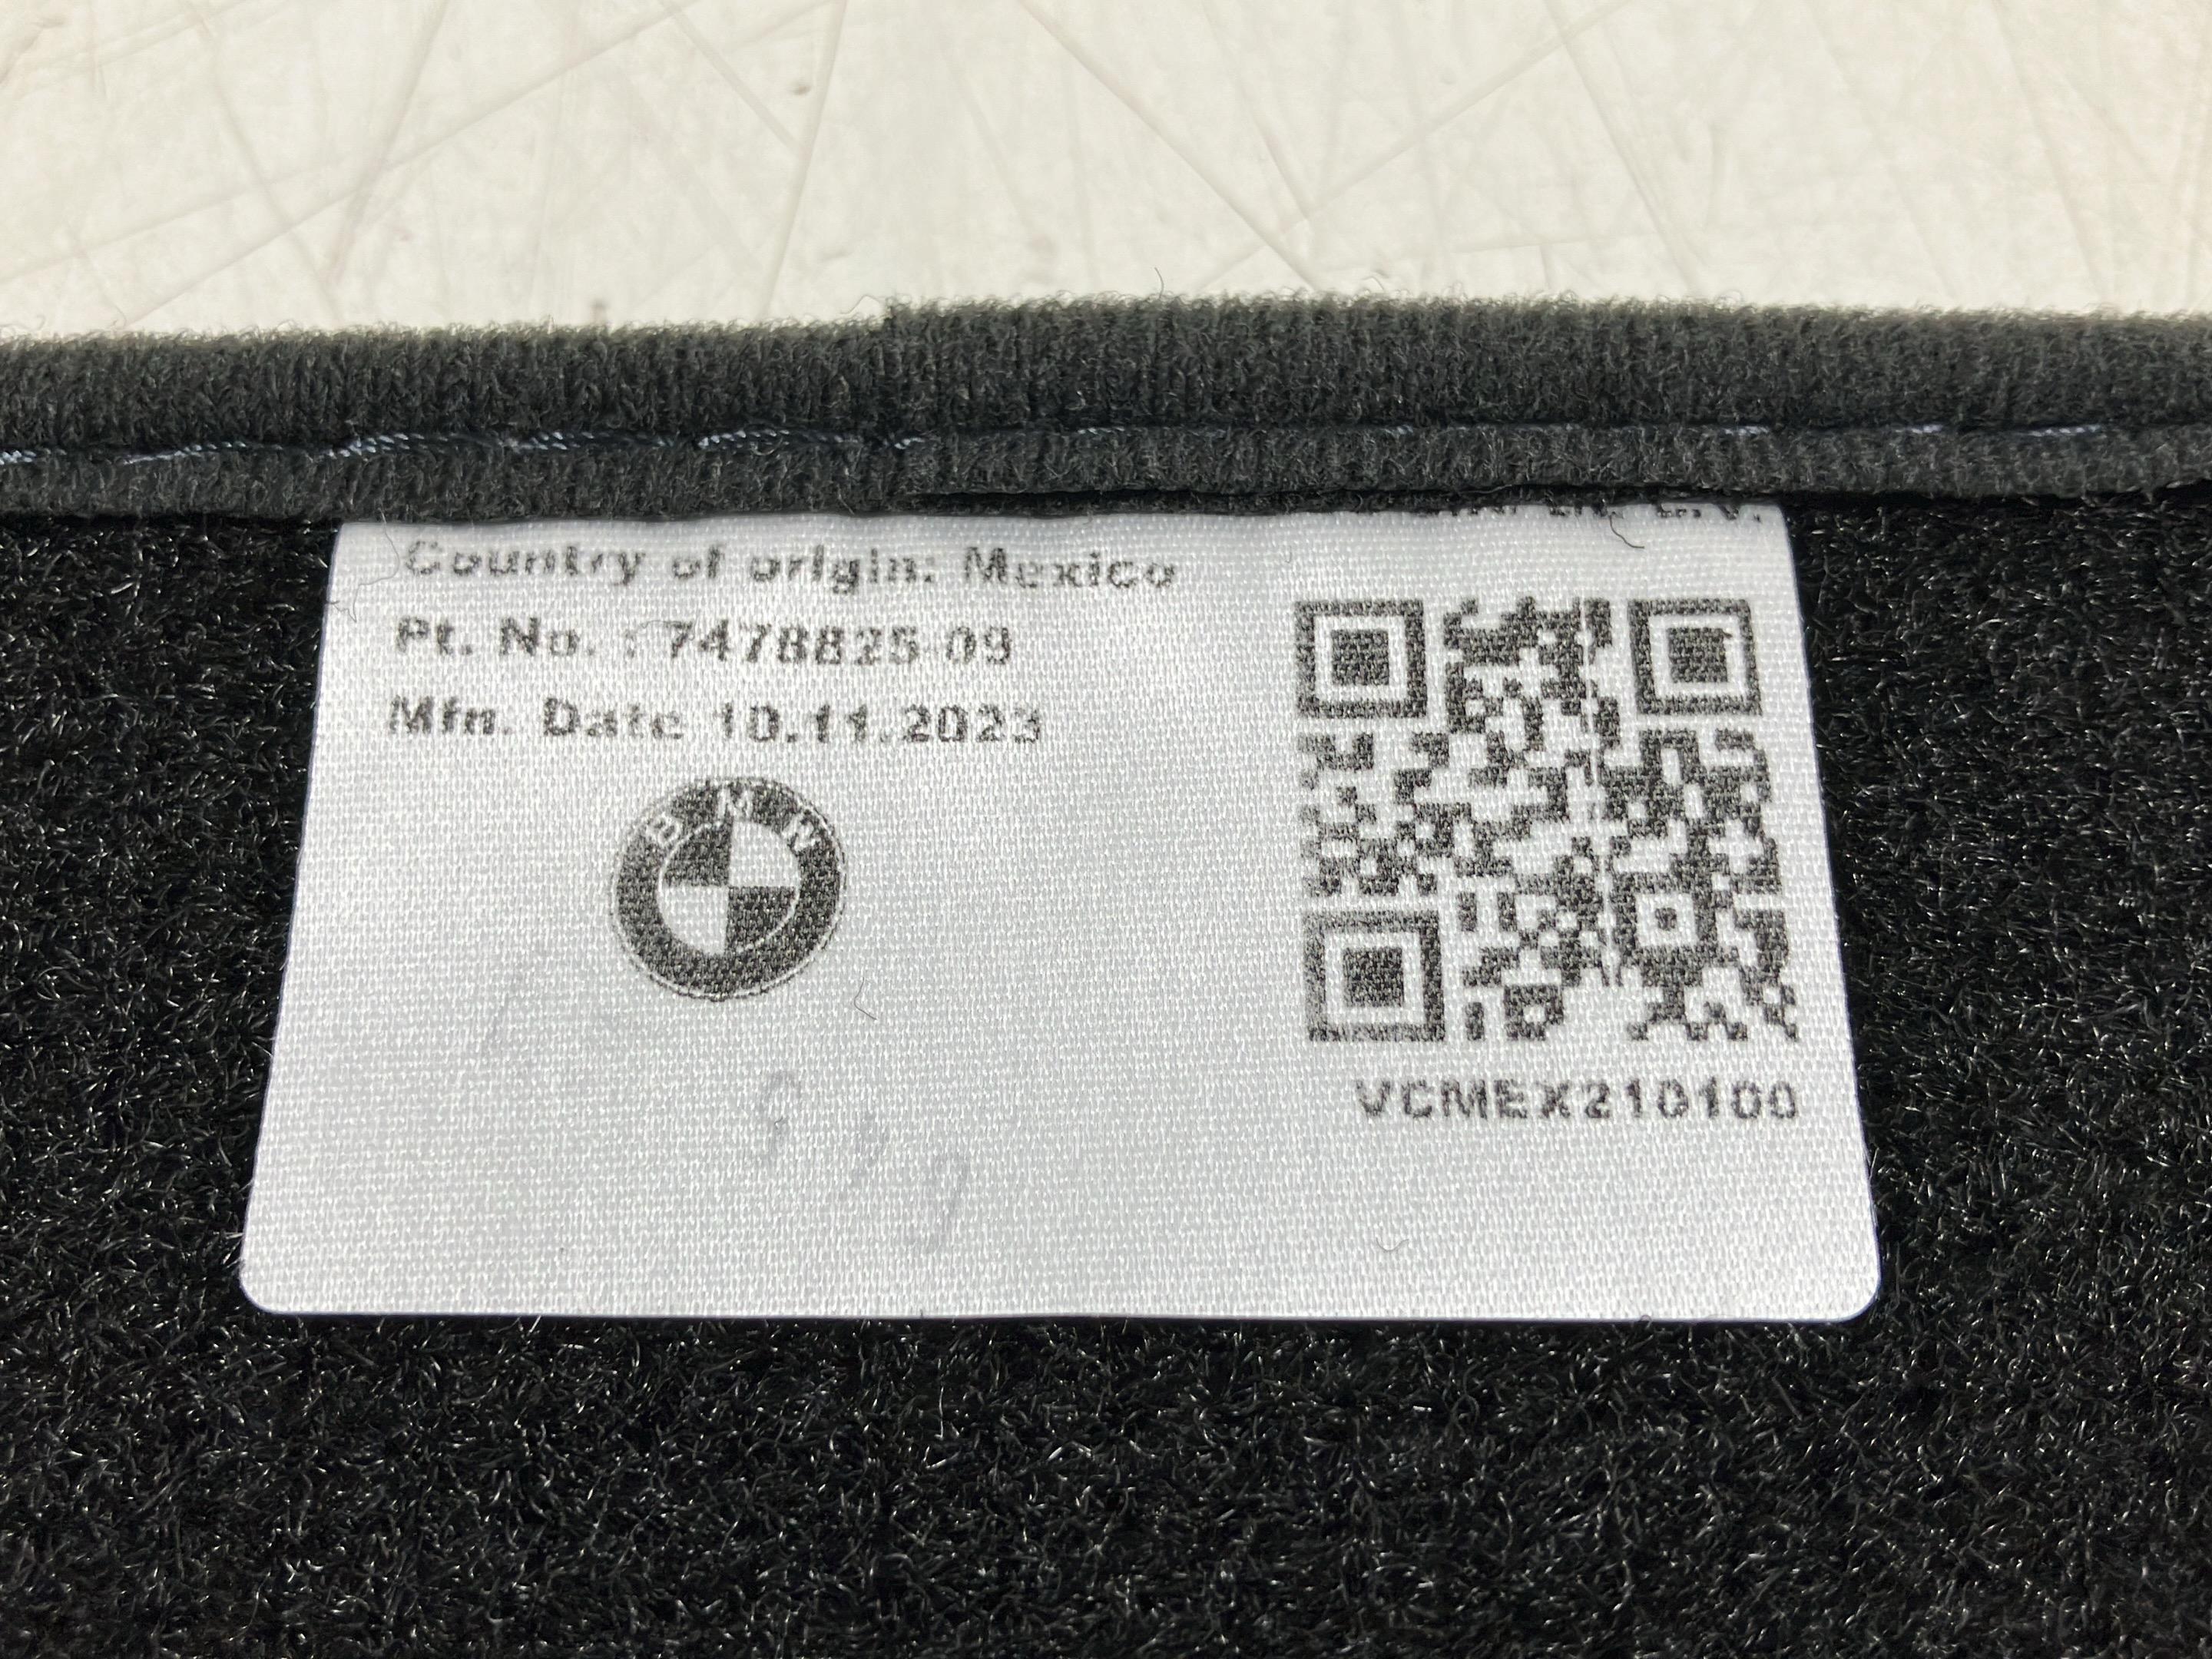 C.V.
Country of origin: Mexico
Pt. No. : 7478825-09
Mfn. Date 10.11.2023
BMW
VCMEX210100